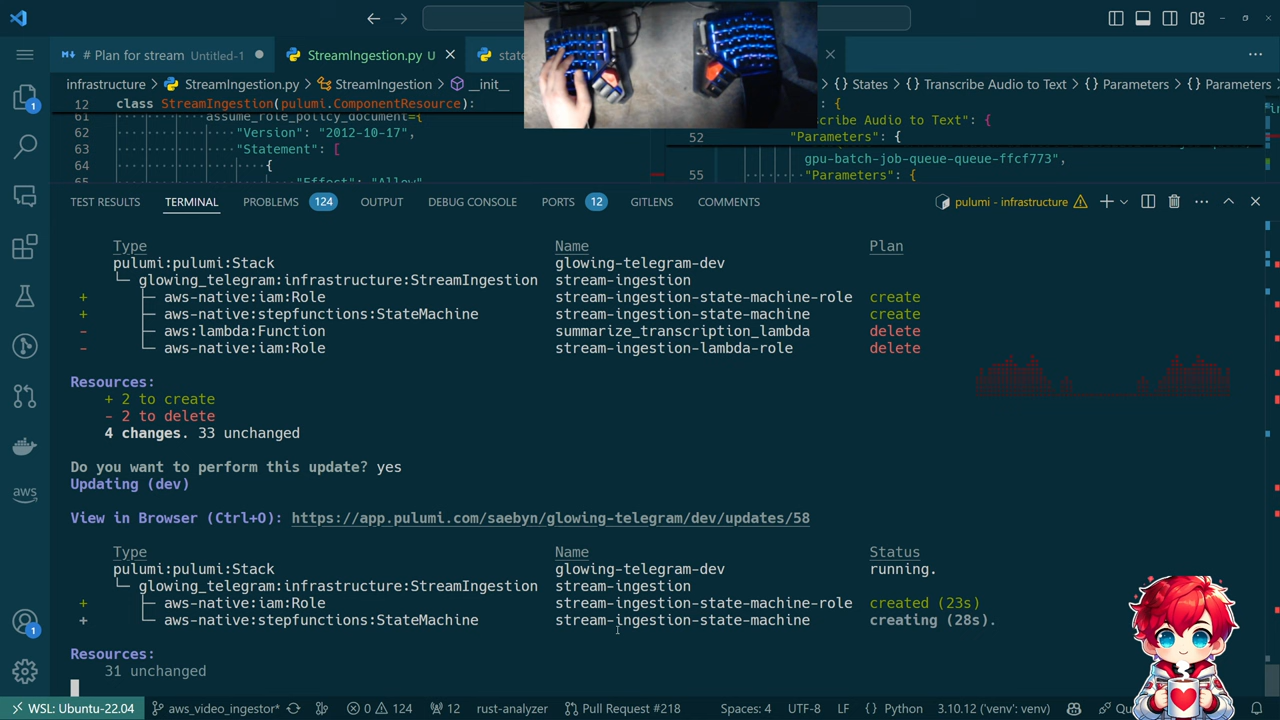 # Plan for stream Untitled-1
StreamIngestion.py U
infrastructure > StreamIngestion.py > StreamIngestion > __init__
{} States > {} Transcribe Audio to Text > {} Parameters > {} Parameters >
12 class StreamIngestion(pulumi.ComponentResource):
61 assume_role_policy_document={
62 "Version": "2012-10-17",
63 "Statement": [
64 {
65 "Effect": "Allow"
cribe Audio to Text": {
52 "Parameters": {
gpu-batch-job-queue-queue-ffcf773",
55 "Parameters": {
TEST RESULTS TERMINAL PROBLEMS 124 OUTPUT DEBUG CONSOLE PORTS 12 GITLENS COMMENTS
pulumi - infrastructure
Type Name Plan
pulumi:pulumi:Stack glowing-telegram-dev
└─ glowing_telegram:infrastructure:StreamIngestion stream-ingestion
+ ├─ aws-native:iam:Role stream-ingestion-state-machine-role create
+ ├─ aws-native:stepfunctions:StateMachine stream-ingestion-state-machine create
- ├─ aws:lambda:Function summarize_transcription_lambda delete
- └─ aws-native:iam:Role stream-ingestion-lambda-role delete
Resources:
+ 2 to create
- 2 to delete
4 changes. 33 unchanged
Do you want to perform this update? yes
Updating (dev)
View in Browser (Ctrl+O): https://app.pulumi.com/saebyn/glowing-telegram/dev/updates/58
Type Name Status
pulumi:pulumi:Stack glowing-telegram-dev running.
└─ glowing_telegram:infrastructure:StreamIngestion stream-ingestion
+ ├─ aws-native:iam:Role stream-ingestion-state-machine-role created (23s)
+ └─ aws-native:stepfunctions:StateMachine stream-ingestion-state-machine creating (28s).
Resources:
31 unchanged
1
aws
1
WSL: Ubuntu-22.04 aws_video_ingestor* 0 124 12 rust-analyzer Pull Request #218 Spaces: 4 UTF-8 LF {} Python 3.10.12 ('venv': venv)